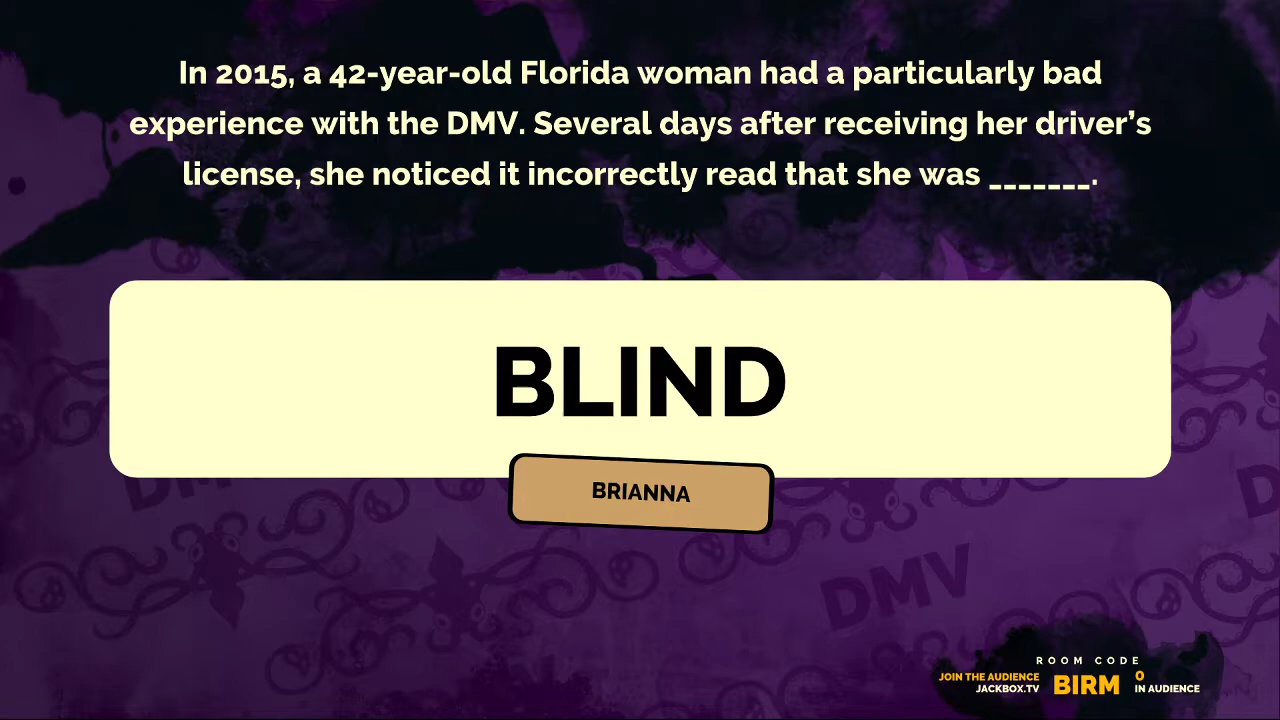 In 2015, a 42-year-old Florida woman had a particularly bad
experience with the DMV. Several days after receiving her driver’s
license, she noticed it incorrectly read that she was _______.
BLIND
BRIANNA
DMV
ROOM CODE
JOIN THE AUDIENCE
JACKBOX.TV
BIRM
0
IN AUDIENCE